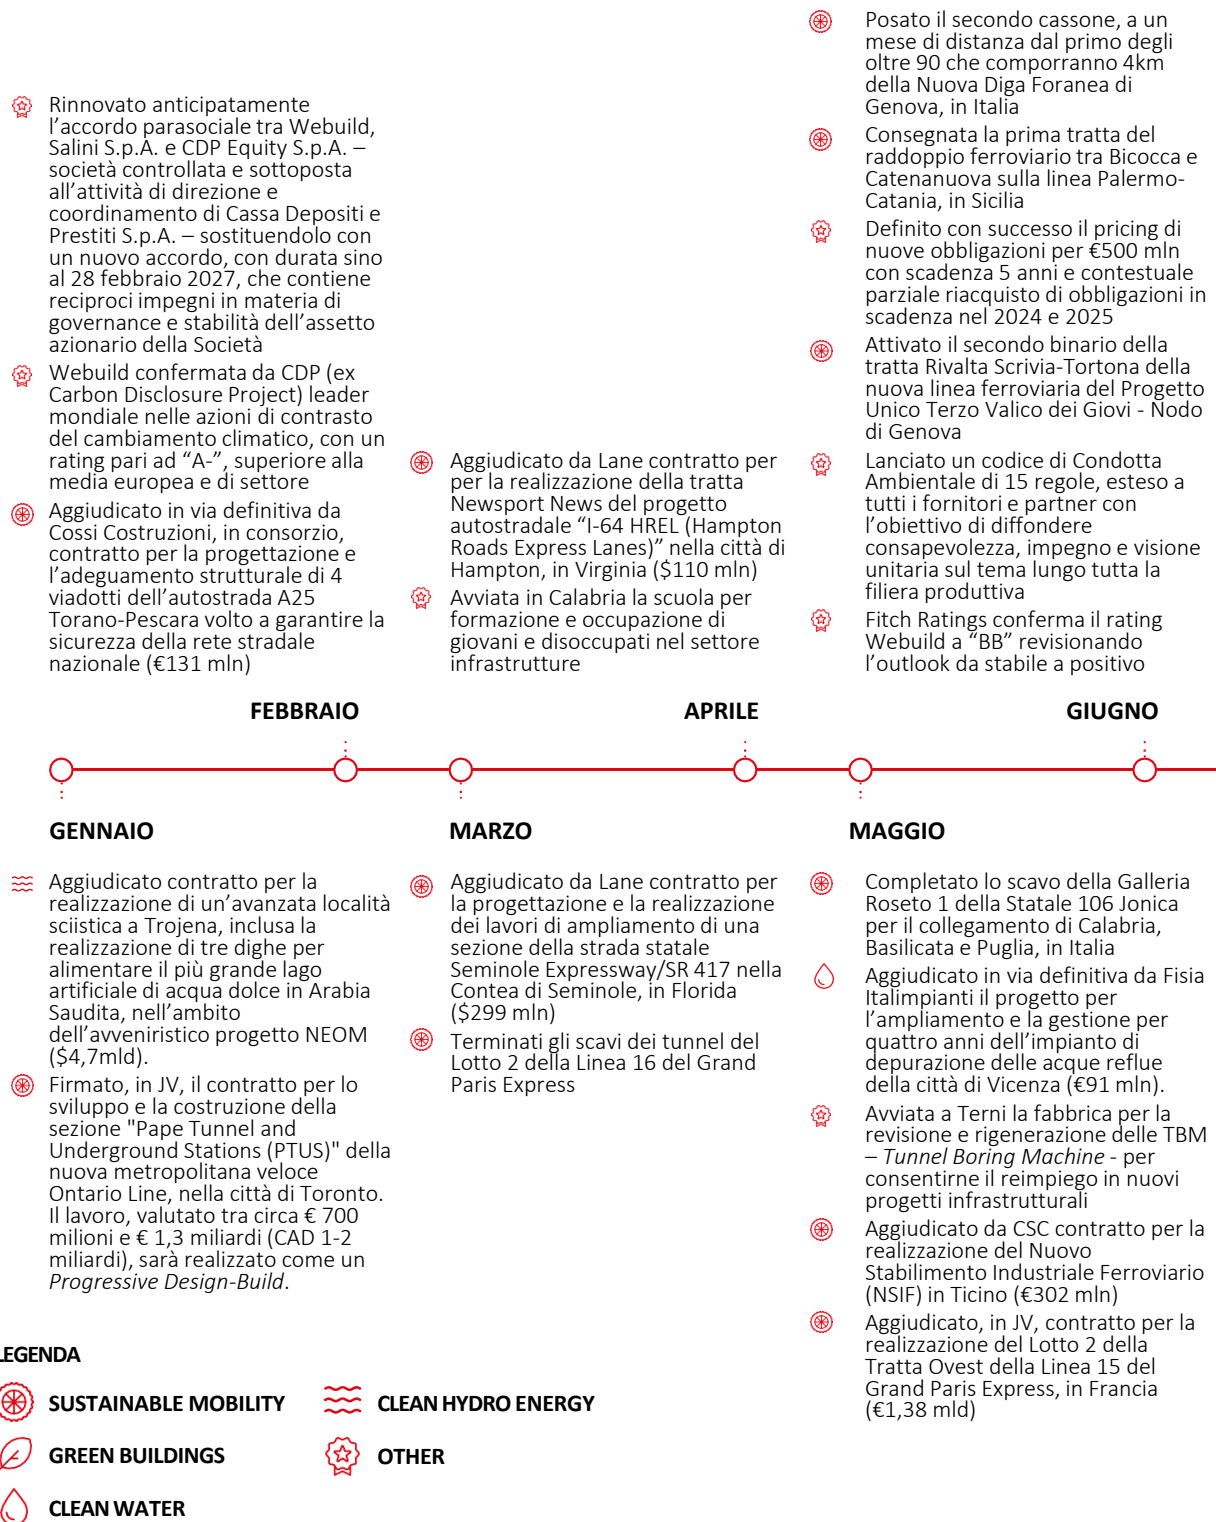 Rinnovato anticipatamente
l’accordo parasociale tra Webuild,
Salini S.p.A. e CDP Equity S.p.A. –
società controllata e sottoposta
all’attività di direzione e
coordinamento di Cassa Depositi e
Prestiti S.p.A. – sostituendolo con
un nuovo accordo, con durata sino
al 28 febbraio 2027, che contiene
reciproci impegni in materia di
governance e stabilità dell’assetto
azionario della Società
Webuild confermata da CDP (ex
Carbon Disclosure Project) leader
mondiale nelle azioni di contrasto
del cambiamento climatico, con un
rating pari ad “A-”, superiore alla
media europea e di settore
Aggiudicato in via definitiva da
Cossi Costruzioni, in consorzio,
contratto per la progettazione e
l’adeguamento strutturale di 4
viadotti dell’autostrada A25
Torano-Pescara volto a garantire la
sicurezza della rete stradale
nazionale (€131 mln)
Aggiudicato da Lane contratto per
per la realizzazione della tratta
Newsport News del progetto
autostradale “I-64 HREL (Hampton
Roads Express Lanes)” nella città di
Hampton, in Virginia ($110 mln)
Avviata in Calabria la scuola per
formazione e occupazione di
giovani e disoccupati nel settore
infrastrutture
Posato il secondo cassone, a un
mese di distanza dal primo degli
oltre 90 che comporranno 4km
della Nuova Diga Foranea di
Genova, in Italia
Consegnata la prima tratta del
raddoppio ferroviario tra Bicocca e
Catenanuova sulla linea Palermo-
Catania, in Sicilia
Definito con successo il pricing di
nuove obbligazioni per €500 mln
con scadenza 5 anni e contestuale
parziale riacquisto di obbligazioni in
scadenza nel 2024 e 2025
Attivato il secondo binario della
tratta Rivalta Scrivia-Tortona della
nuova linea ferroviaria del Progetto
Unico Terzo Valico dei Giovi - Nodo
di Genova
Lanciato un codice di Condotta
Ambientale di 15 regole, esteso a
tutti i fornitori e partner con
l’obiettivo di diffondere
consapevolezza, impegno e visione
unitaria sul tema lungo tutta la
filiera produttiva
Fitch Ratings conferma il rating
Webuild a “BB” revisionando
l’outlook da stabile a positivo
FEBBRAIO
APRILE
GIUGNO
GENNAIO
MARZO
MAGGIO
Aggiudicato contratto per la
realizzazione di un’avanzata località
sciistica a Trojena, inclusa la
realizzazione di tre dighe per
alimentare il più grande lago
artificiale di acqua dolce in Arabia
Saudita, nell’ambito
dell’avveniristico progetto NEOM
($4,7mld).
Firmato, in JV, il contratto per lo
sviluppo e la costruzione della
sezione "Pape Tunnel and
Underground Stations (PTUS)" della
nuova metropolitana veloce
Ontario Line, nella città di Toronto.
Il lavoro, valutato tra circa € 700
milioni e € 1,3 miliardi (CAD 1-2
miliardi), sarà realizzato come un
Progressive Design-Build.
Aggiudicato da Lane contratto per
la progettazione e la realizzazione
dei lavori di ampliamento di una
sezione della strada statale
Seminole Expressway/SR 417 nella
Contea di Seminole, in Florida
($299 mln)
Terminati gli scavi dei tunnel del
Lotto 2 della Linea 16 del Grand
Paris Express
Completato lo scavo della Galleria
Roseto 1 della Statale 106 Jonica
per il collegamento di Calabria,
Basilicata e Puglia, in Italia
Aggiudicato in via definitiva da Fisia
Italimpianti il progetto per
l’ampliamento e la gestione per
quattro anni dell’impianto di
depurazione delle acque reflue
della città di Vicenza (€91 mln).
Avviata a Terni la fabbrica per la
revisione e rigenerazione delle TBM
– Tunnel Boring Machine - per
consentirne il reimpiego in nuovi
progetti infrastrutturali
Aggiudicato da CSC contratto per la
realizzazione del Nuovo
Stabilimento Industriale Ferroviario
(NSIF) in Ticino (€302 mln)
Aggiudicato, in JV, contratto per la
realizzazione del Lotto 2 della
Tratta Ovest della Linea 15 del
Grand Paris Express, in Francia
(€1,38 mld)
LEGENDA
SUSTAINABLE MOBILITY
CLEAN HYDRO ENERGY
GREEN BUILDINGS
OTHER
CLEAN WATER